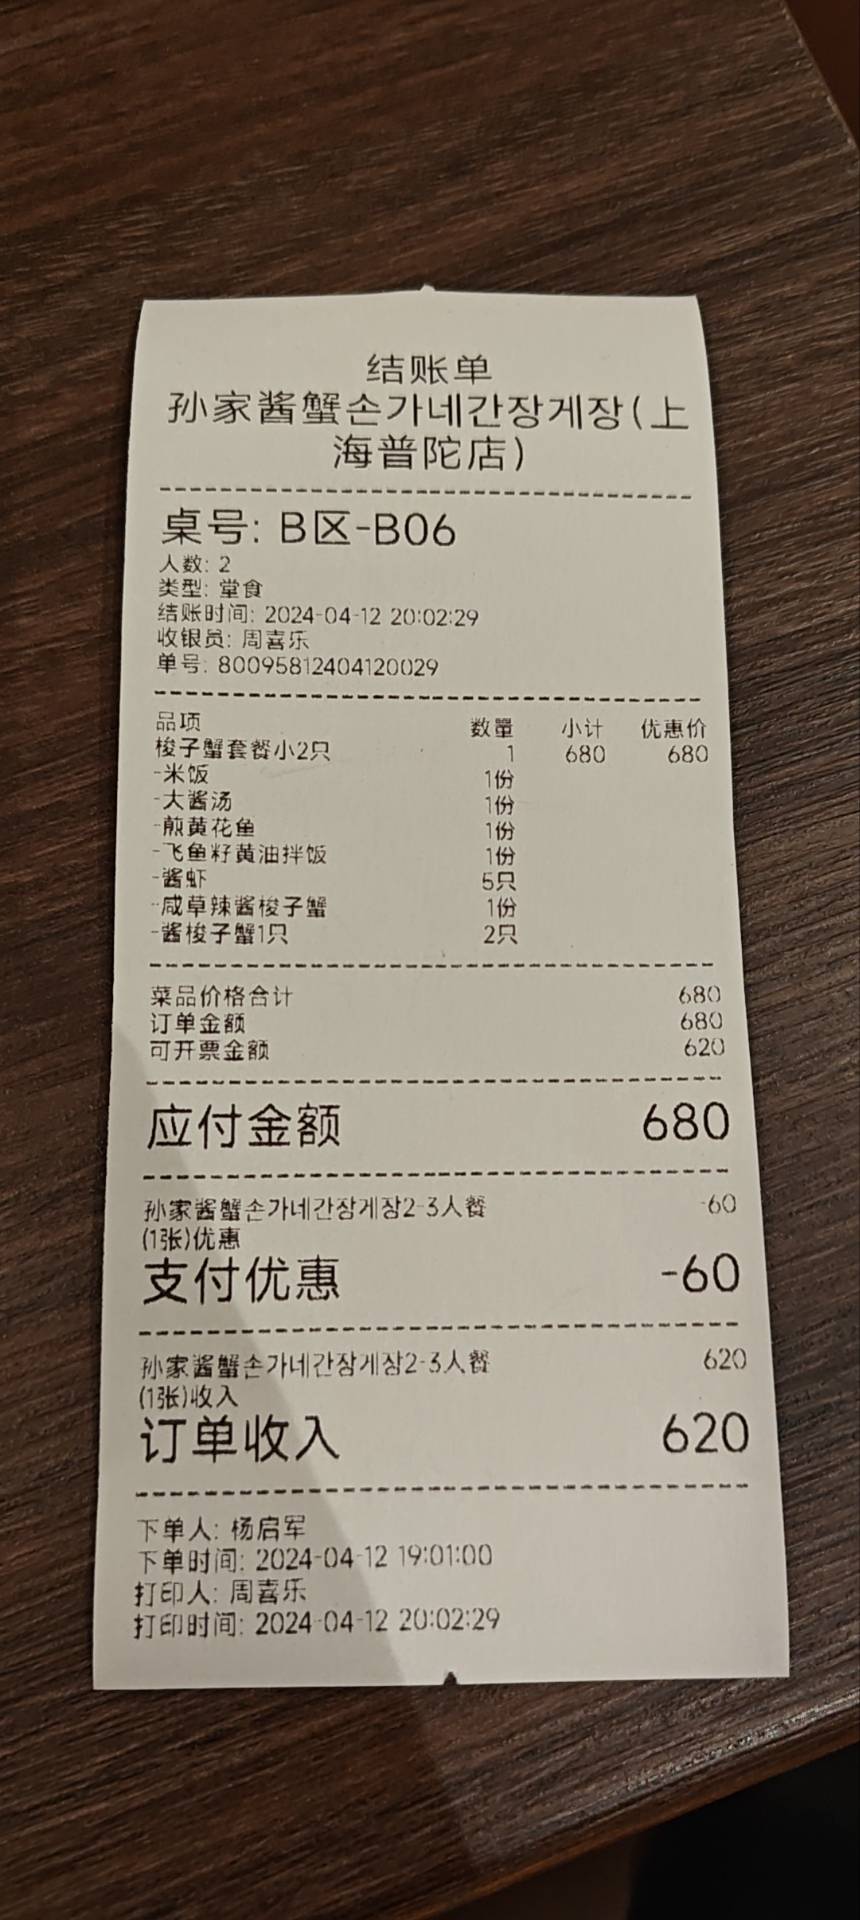 结账单
孙家酱蟹손가네간장게장(上
海普陀店)
桌号: B区-B06
人数: 2
类型: 堂食
结账时间: 2024-04-12 20:02:29
收银员: 周喜乐
单号: 80095812404120029
品项 数量 小计 优惠价
梭子蟹套餐小2只 1 680 680
-米饭 1份
-大酱汤 1份
-煎黄花鱼 1份
-飞鱼籽黄油拌饭 1份
-酱虾 5只
-咸草辣酱梭子蟹 1份
-酱梭子蟹1只 2只
菜品价格合计 680
订单金额 680
可开票金额 620
应付金额 680
孙家酱蟹손가네간장게장2-3人餐 -60
(1张)优惠
支付优惠 -60
孙家酱蟹손가네간장게장2-3人餐 620
(1张)收入
订单收入 620
下单人: 杨启军
下单时间: 2024-04-12 19:01:00
打印人: 周喜乐
打印时间: 2024-04-12 20:02:29